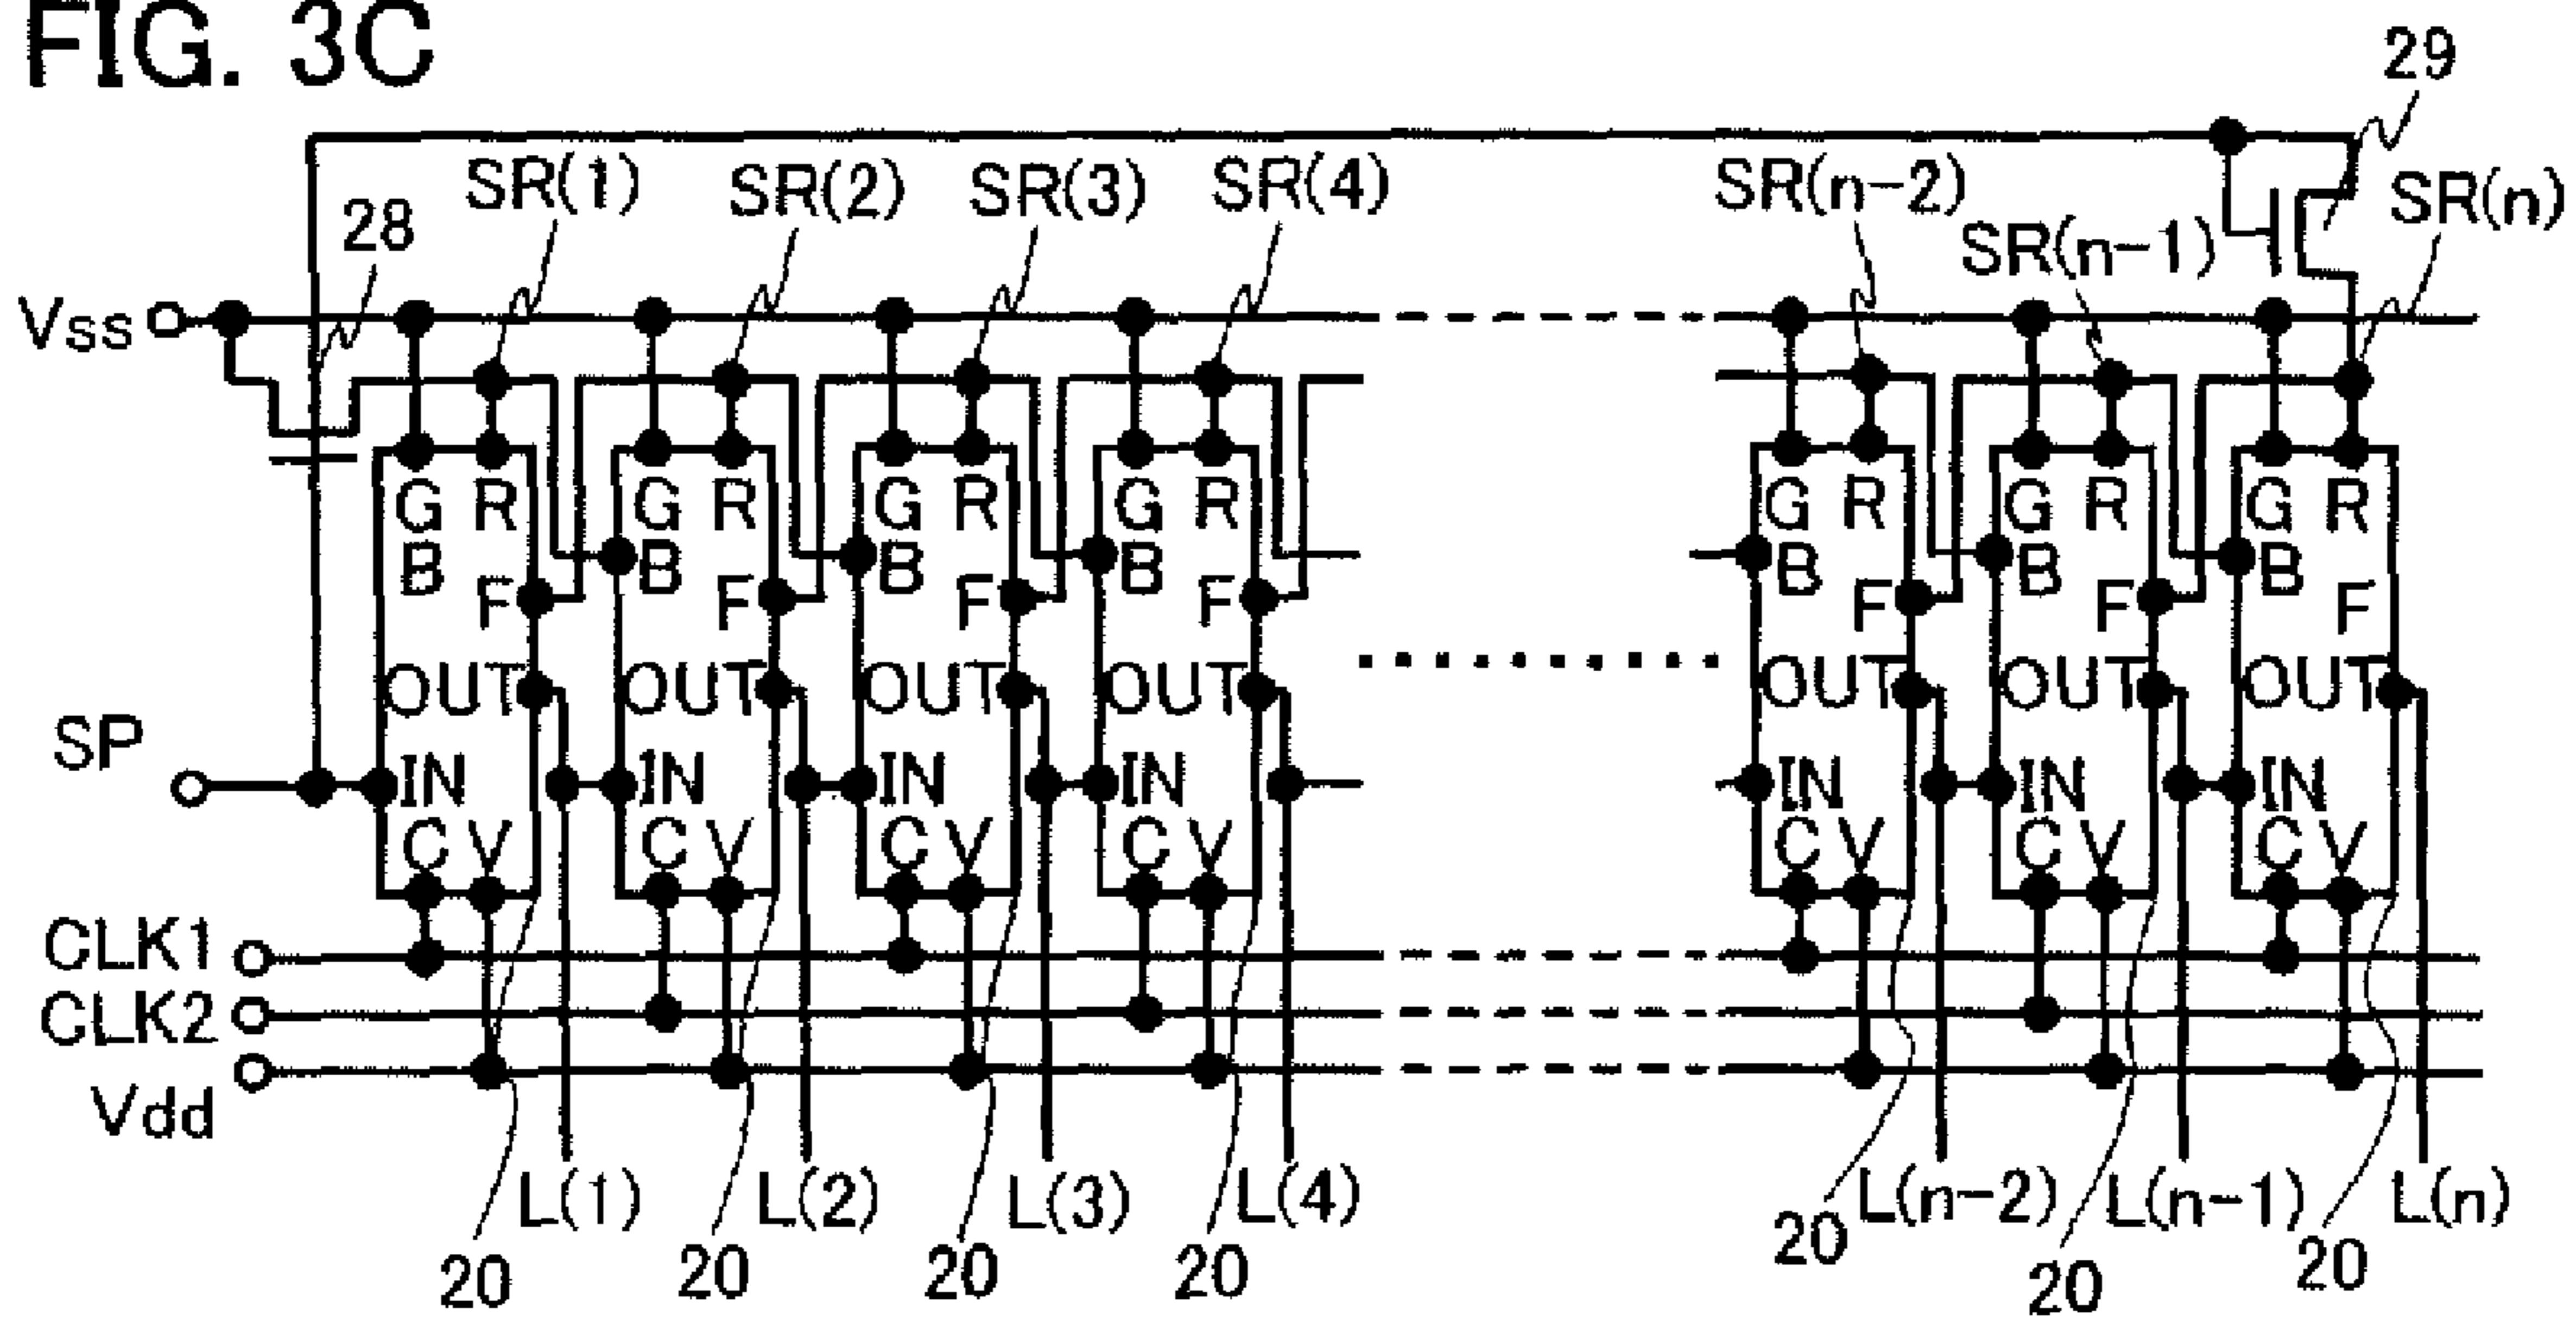 FIG. 3C
29
SR(1) SR(2) SR(3) SR(4) SR(n-2) SR(n-1) SR(n)
28
Vss
G R G R G R G R G R G R G R
B B B B B B B
F F F F F F F
OUT OUT OUT OUT OUT OUT OUT
SP
IN IN IN IN IN IN IN
C V C V C V C V C V C V C V
CLK1
CLK2
Vdd
L(1) L(2) L(3) L(4) L(n-2) L(n-1) L(n)
20 20 20 20 20 20 20